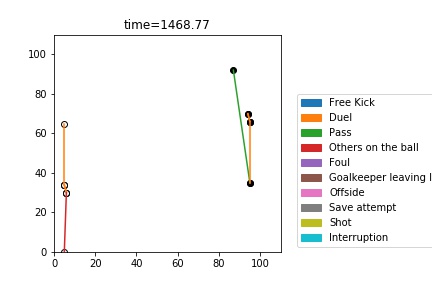 time=1468.77
100
80
60
40
20
0
0 20 40 60 80 100
Free Kick
Duel
Pass
Others on the ball
Foul
Goalkeeper leaving l
Offside
Save attempt
Shot
Interruption